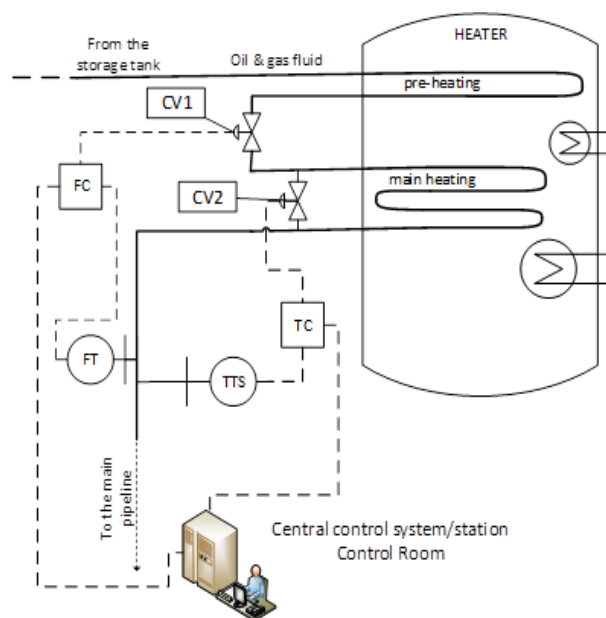 From the
storage tank
Oil & gas fluid
HEATER
pre-heating
CV1
FC
main heating
CV2
TC
FT
TTS
To the main
pipeline
Central control system/station
Control Room